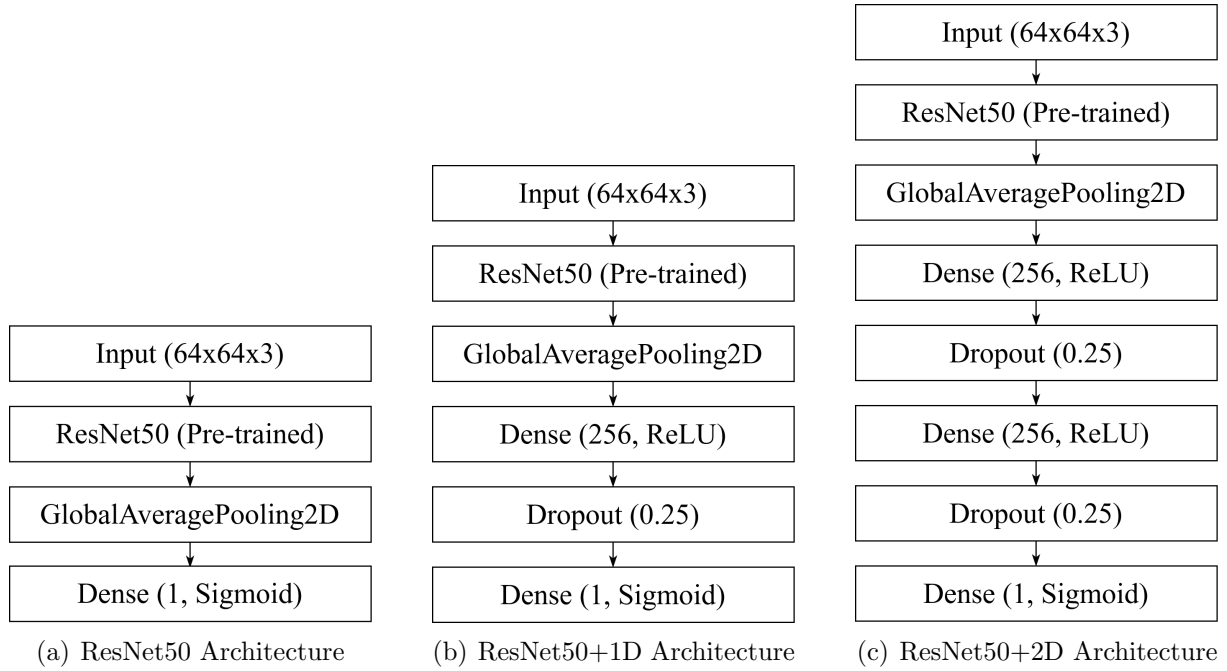 Input (64x64x3)
ResNet50 (Pre-trained)
GlobalAveragePooling2D
Dense (1, Sigmoid)
(a) ResNet50 Architecture
Input (64x64x3)
ResNet50 (Pre-trained)
GlobalAveragePooling2D
Dense (256, ReLU)
Dropout (0.25)
Dense (1, Sigmoid)
(b) ResNet50+1D Architecture
Input (64x64x3)
ResNet50 (Pre-trained)
GlobalAveragePooling2D
Dense (256, ReLU)
Dropout (0.25)
Dense (256, ReLU)
Dropout (0.25)
Dense (1, Sigmoid)
(c) ResNet50+2D Architecture